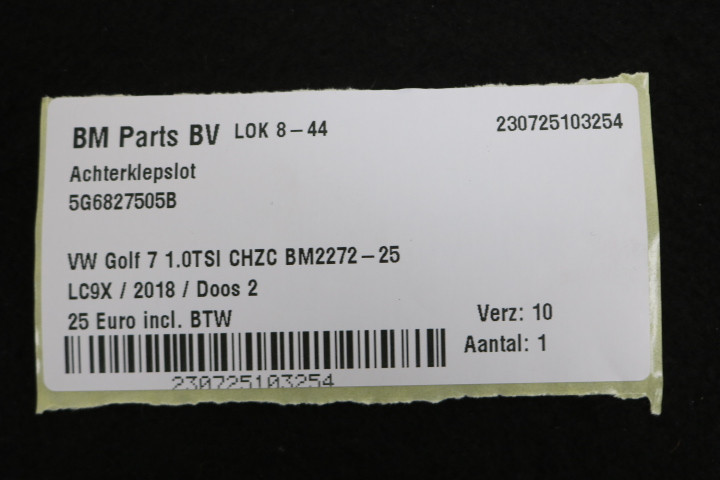 BM Parts BV LOK 8-44 230725103254
Achterklepslot
5G6827505B
VW Golf 7 1.0TSI CHZC BM2272-25
LC9X / 2018 / Doos 2
25 Euro incl. BTW Verz: 10
Aantal: 1
230725103254